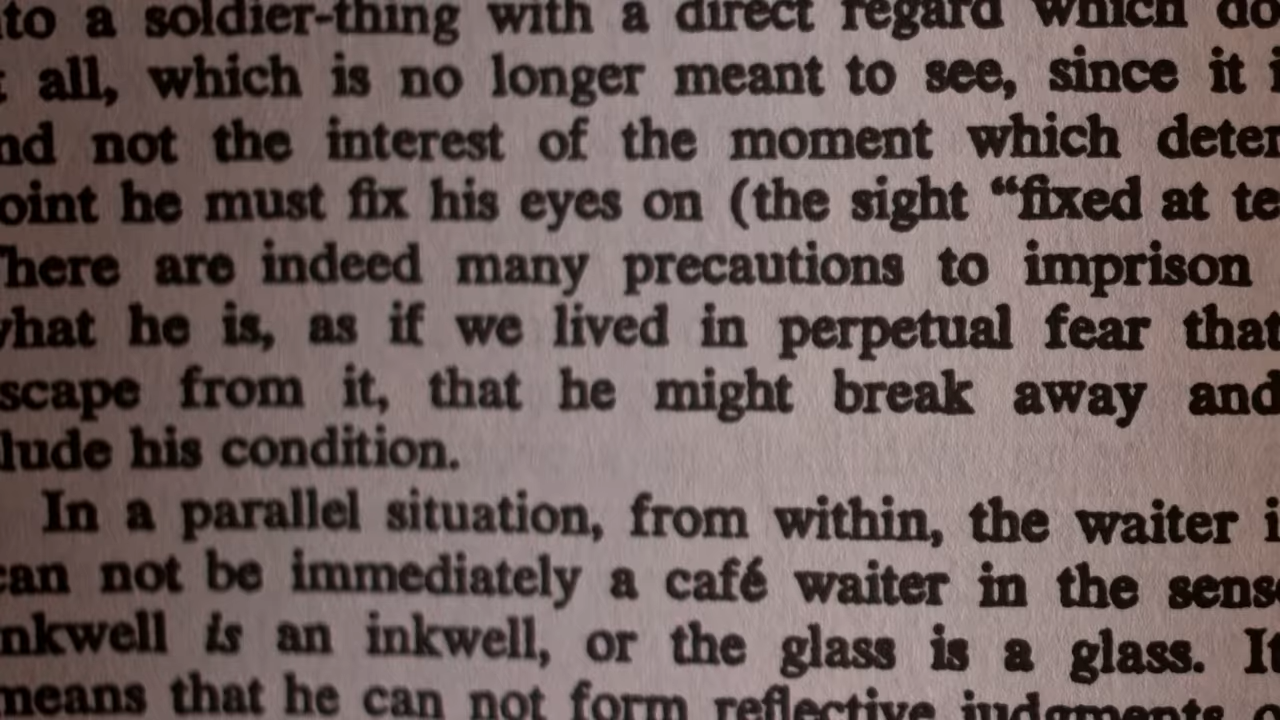 to a soldier-thing with a direct regard which do
all, which is no longer meant to see, since it i
nd not the interest of the moment which deter
oint he must fix his eyes on (the sight “fixed at te
here are indeed many precautions to imprison
hat he is, as if we lived in perpetual fear that
scape from it, that he might break away and
lude his condition.
In a parallel situation, from within, the waiter i
can not be immediately a café waiter in the sens
nkwell is an inkwell, or the glass is a glass. It
means that he can not form reflective judgments o